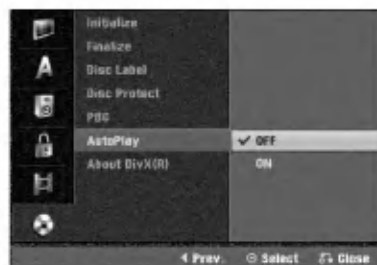 Initialize
Finalize
Disc Label
Disc Protect
PBC
AutoPlay ✓ OFF
About DivX(R) ON
Prev. Select Close